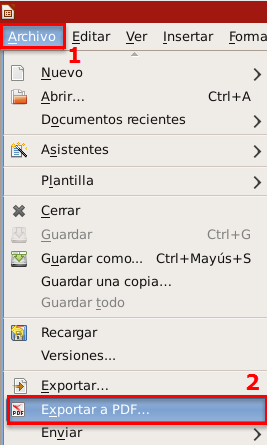 Archivo Editar Ver Insertar Forma
1
Nuevo
Abrir... Ctrl+A
Documentos recientes
Asistentes
Plantilla
Cerrar
Guardar Ctrl+G
Guardar como... Ctrl+Mayús+S
Guardar una copia...
Guardar todo
Recargar
Versiones...
Exportar... 2
PDF Exportar a PDF...
Enviar